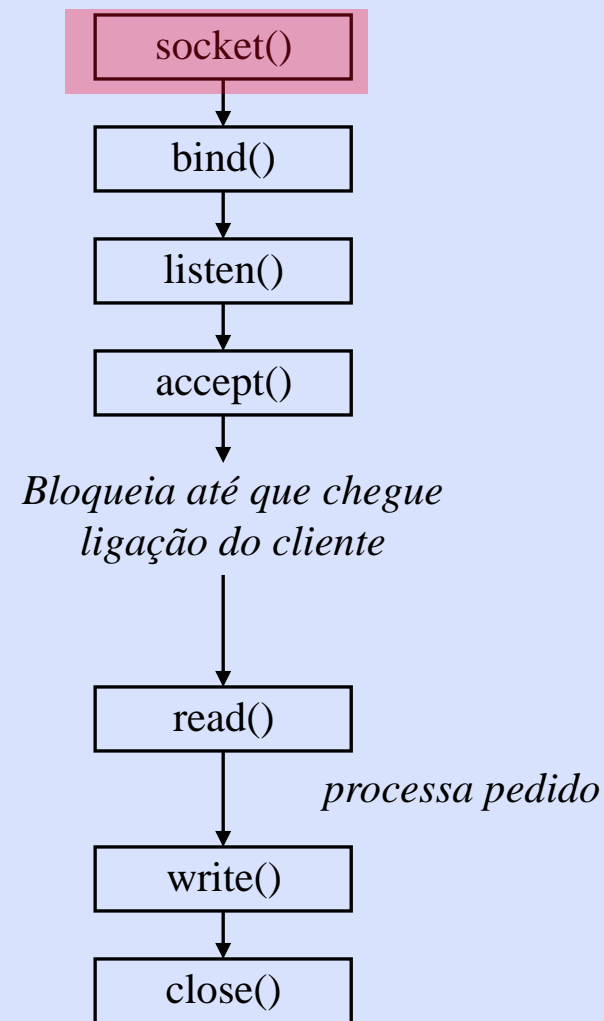 socket()
bind()
listen()
accept()
Bloqueia até que chegue
ligação do cliente
read()
processa pedido
write()
close()